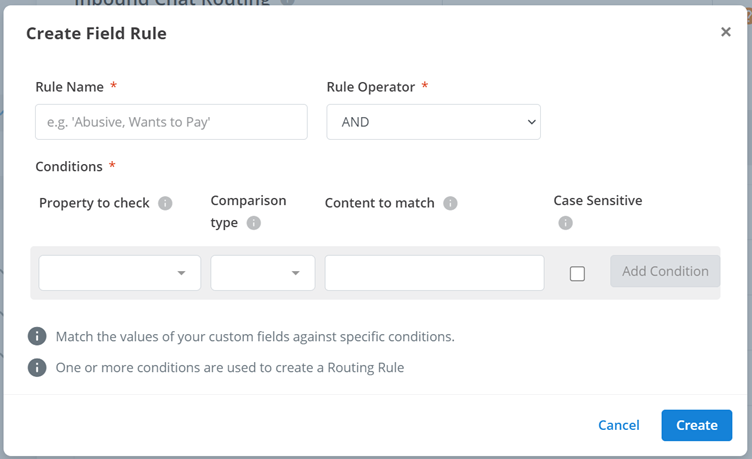 Inbound Chat Routing
Create Field Rule
Rule Name *
Rule Operator *
e.g. 'Abusive, Wants to Pay'
AND
Conditions *
Property to check
Comparison
type
Content to match
Case Sensitive
Add Condition
Match the values of your custom fields against specific conditions.
One or more conditions are used to create a Routing Rule
Cancel
Create